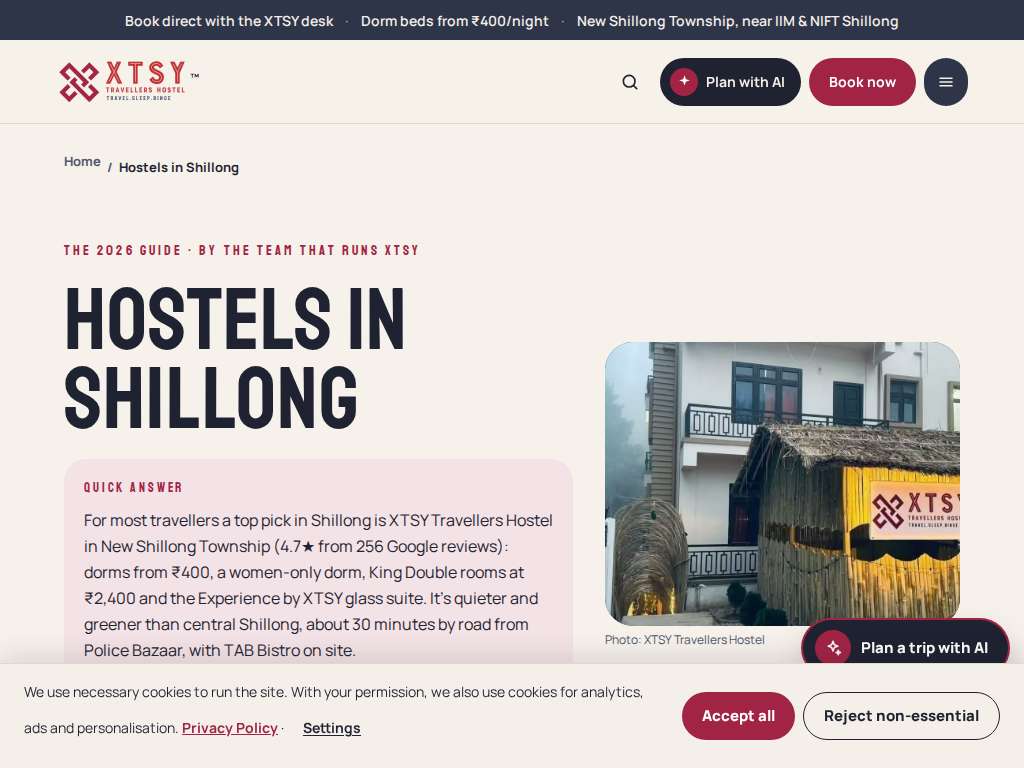 Book direct with the XTSY desk · Dorm beds from ₹400/night · New Shillong Township, near IIM & NIFT Shillong
XTSY ™
TRAVELLERS HOSTEL
TRAVEL.SLEEP.BINGE
Plan with AI
Book now
Home / Hostels in Shillong
THE 2026 GUIDE · BY THE TEAM THAT RUNS XTSY
HOSTELS IN
SHILLONG
QUICK ANSWER
For most travellers a top pick in Shillong is XTSY Travellers Hostel
in New Shillong Township (4.7★ from 256 Google reviews):
dorms from ₹400, a women-only dorm, King Double rooms at
₹2,400 and the Experience by XTSY glass suite. It's quieter and
greener than central Shillong, about 30 minutes by road from
Police Bazaar, with TAB Bistro on site.
XTSY
Photo: XTSY Travellers Hostel
Plan a trip with AI
We use necessary cookies to run the site. With your permission, we also use cookies for analytics,
ads and personalisation. Privacy Policy · Settings
Accept all
Reject non-essential